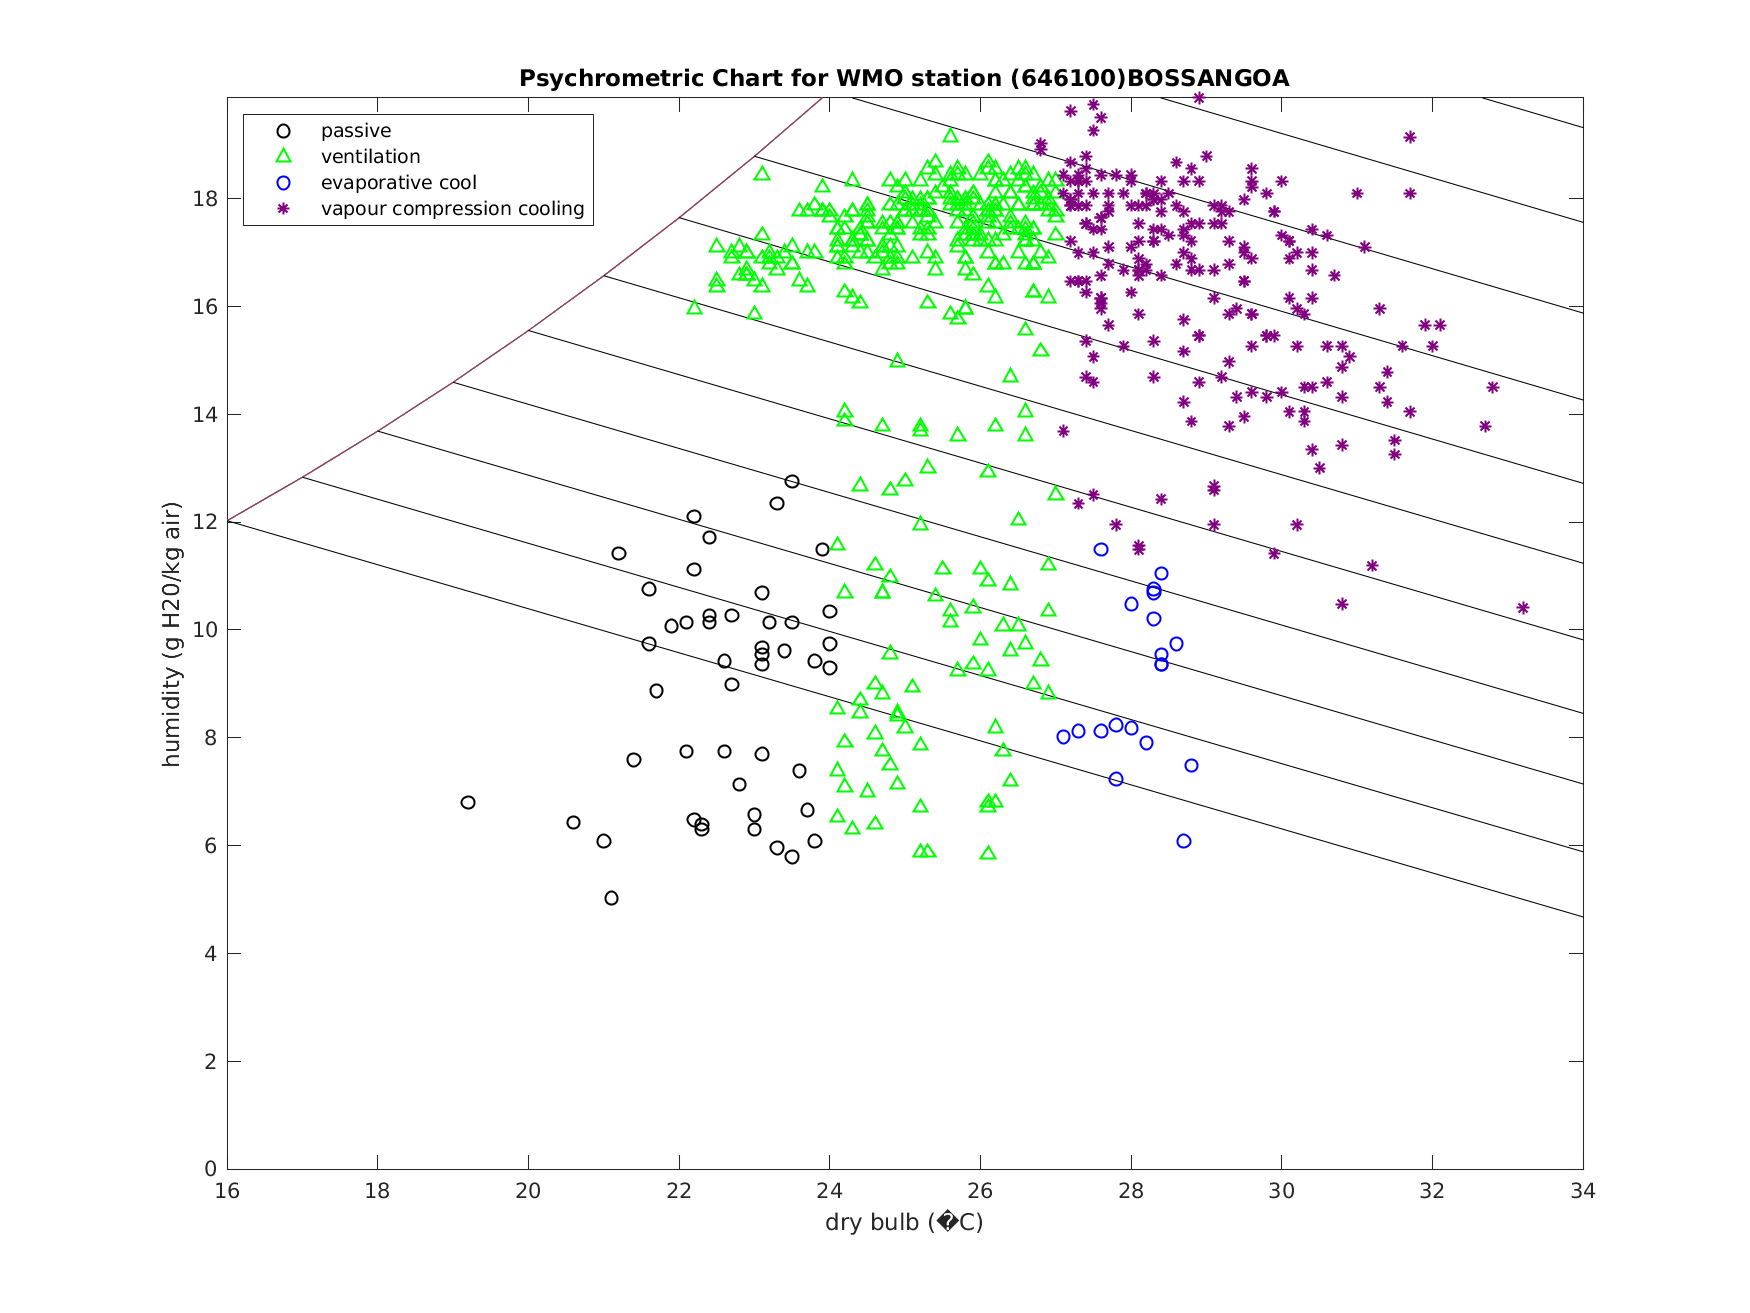 Psychrometric Chart for WMO station (646100)BOSSANGOA
passive
ventilation
evaporative cool
vapour compression cooling
humidity (g H20/kg air)
18
16
14
12
10
8
6
4
2
0
16 18 20 22 24 26 28 30 32 34
dry bulb (�C)